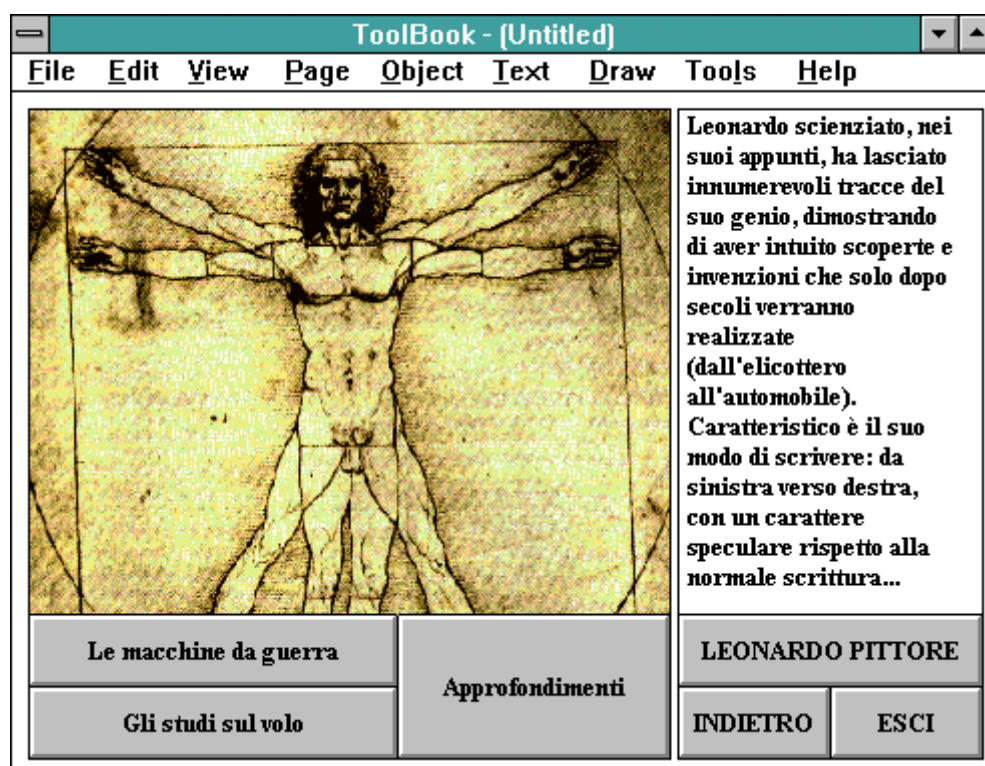 ToolBook - (Untitled)
File Edit View Page Object Text Draw Tools Help
Leonardo scienziato, nei
suoi appunti, ha lasciato
innumerevoli tracce del
suo genio, dimostrando
di aver intuito scoperte e
invenzioni che solo dopo
secoli verranno
realizzate
(dall'elicottero
all'automobile).
Caratteristico è il suo
modo di scrivere: da
sinistra verso destra,
con un carattere
speculare rispetto alla
normale scrittura...
Le macchine da guerra
Gli studi sul volo
Approfondimenti
LEONARDO PITTORE
INDIETRO
ESCI